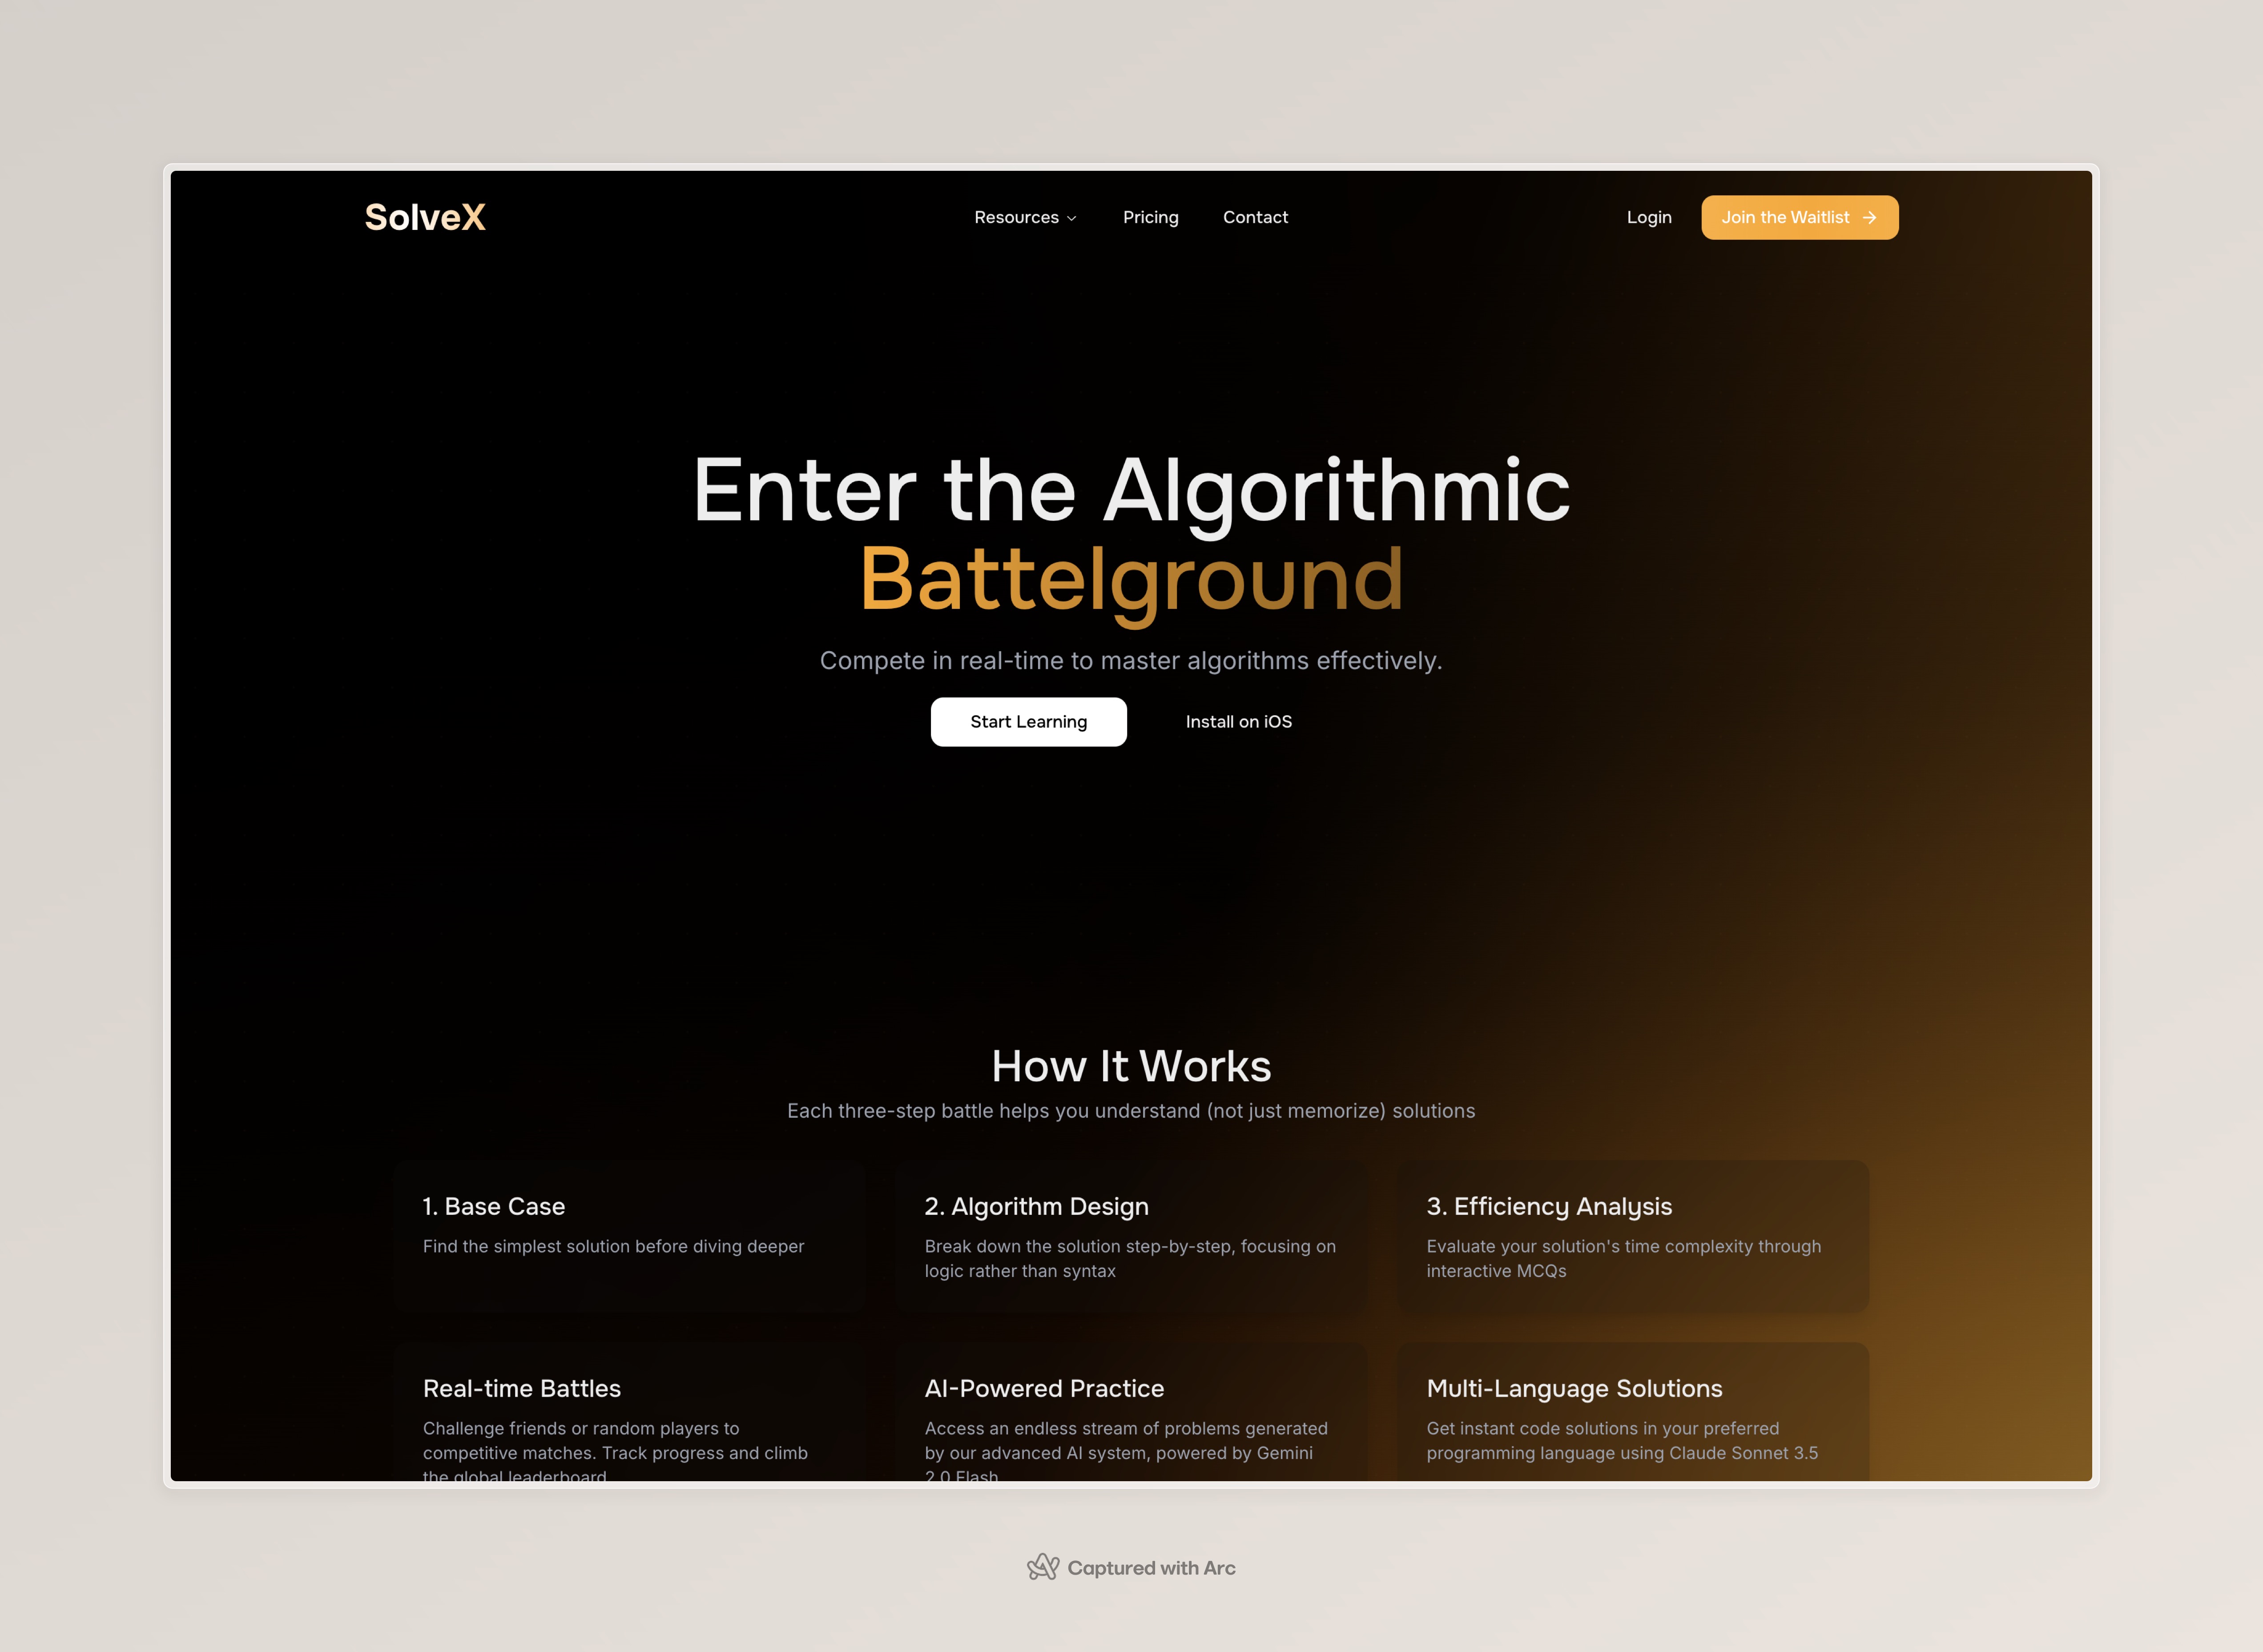 SolveX
Resources
Pricing
Contact
Login
Join the Waitlist
Enter the Algorithmic
Battelground
Compete in real-time to master algorithms effectively.
Start Learning
Install on iOS
How It Works
Each three-step battle helps you understand (not just memorize) solutions
1. Base Case
Find the simplest solution before diving deeper
2. Algorithm Design
Break down the solution step-by-step, focusing on
logic rather than syntax
3. Efficiency Analysis
Evaluate your solution's time complexity through
interactive MCQs
Real-time Battles
Challenge friends or random players to
competitive matches. Track progress and climb
the global leaderboard
AI-Powered Practice
Access an endless stream of problems generated
by our advanced AI system, powered by Gemini
2.0 Flash
Multi-Language Solutions
Get instant code solutions in your preferred
programming language using Claude Sonnet 3.5
Captured with Arc